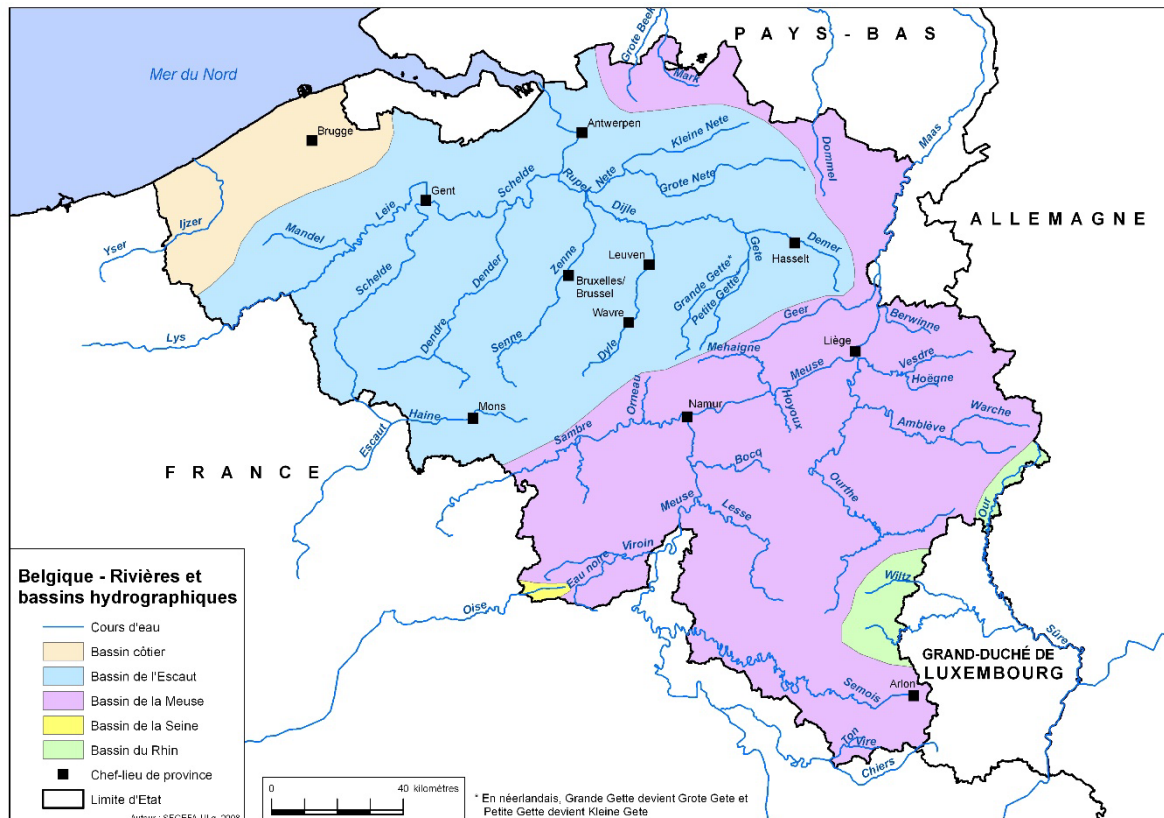 PAYS-BAS
Mer du Nord
Grote Beek
Mark
Maas
Dommel
Brugge
Antwerpen
Kleine Nete
Schelde
Rupel
Nete
Grote Nete
Gent
Leie
Mandel
Ijzer
Yser
Dijle
ALLEMAGNE
Gete
Demer
Hasselt
Schelde
Dender
Zenne
Leuven
Bruxelles/
Brussel
Grande Gette*
Petite Gette*
Wavre
Lys
Dendre
Senne
Dyle
Geer
Berwinne
Mehaigne
Liège
Vesdre
Meuse
Hoëgne
Hoyoux
Orneau
Namur
Warche
Amblève
Haine
Mons
Escaut
Sambre
FRANCE
Bocq
Ourthe
Our
Meuse
Lesse
Viroin
Eau noire
Oise
Wiltz
Sûre
GRAND-DUCHÉ DE
LUXEMBOURG
Arlon
Semois
Ton
Vire
Chiers
Belgique - Rivières et
bassins hydrographiques
Cours d'eau
Bassin côtier
Bassin de l'Escaut
Bassin de la Meuse
Bassin de la Seine
Bassin du Rhin
Chef-lieu de province
Limite d'Etat
Auteur : SEGEFA-ULg, 2008
0 40 kilomètres
* En néerlandais, Grande Gette devient Grote Gete et
Petite Gette devient Kleine Gete